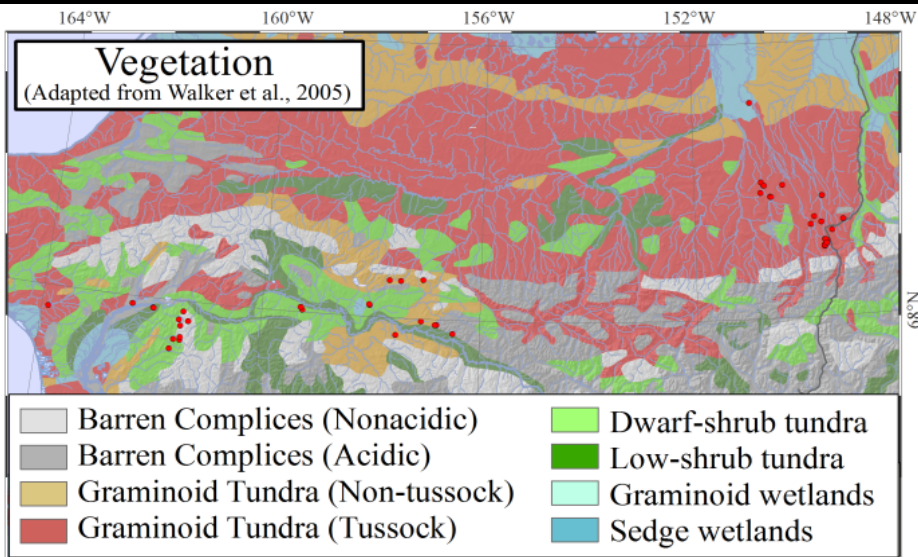 164°W 160°W 156°W 152°W 148°W
Vegetation
(Adapted from Walker et al., 2005)
68°N
Barren Complices (Nonacidic)
Barren Complices (Acidic)
Graminoid Tundra (Non-tussock)
Graminoid Tundra (Tussock)
Dwarf-shrub tundra
Low-shrub tundra
Graminoid wetlands
Sedge wetlands